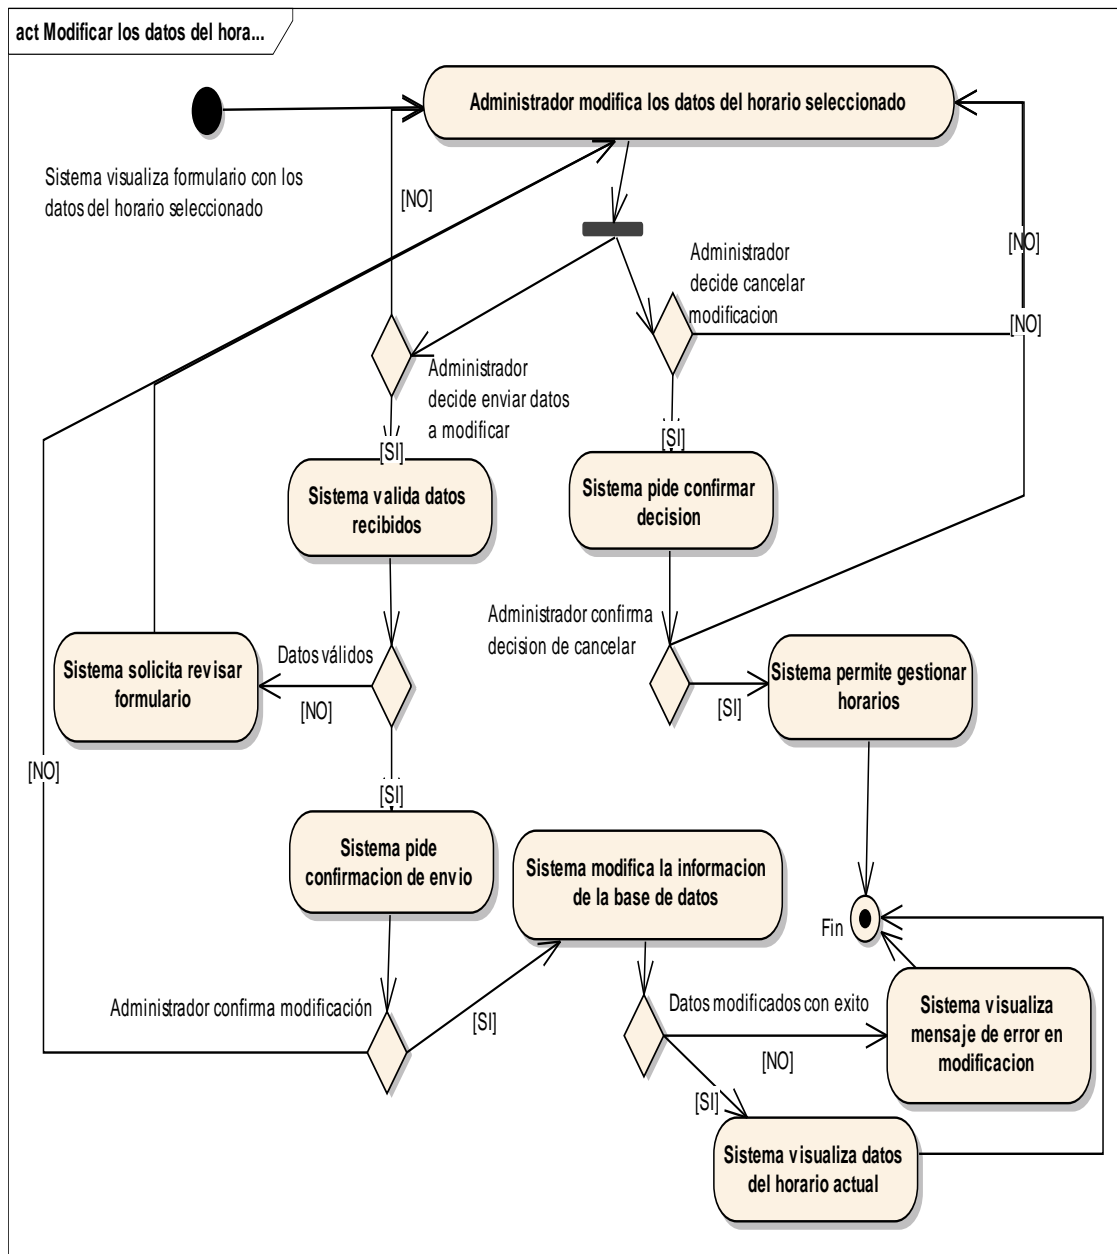 act Modificar los datos del hora...
Administrador modifica los datos del horario seleccionado
Sistema visualiza formulario con los
datos del horario seleccionado
[NO]
Administrador
decide cancelar
modificacion
[NO]
[NO]
Administrador
decide enviar datos
a modificar
[SI]
[SI]
Sistema valida datos
recibidos
Sistema pide confirmar
decision
Administrador confirma
decision de cancelar
Datos válidos
Sistema solicita revisar
formulario
[NO]
Sistema permite gestionar
horarios
[SI]
[NO]
[SI]
Sistema pide
confirmacion de envio
Sistema modifica la informacion
de la base de datos
Fin
Administrador confirma modificación
[SI]
Datos modificados con exito
[NO]
Sistema visualiza
mensaje de error en
modificacion
[SI]
Sistema visualiza datos
del horario actual